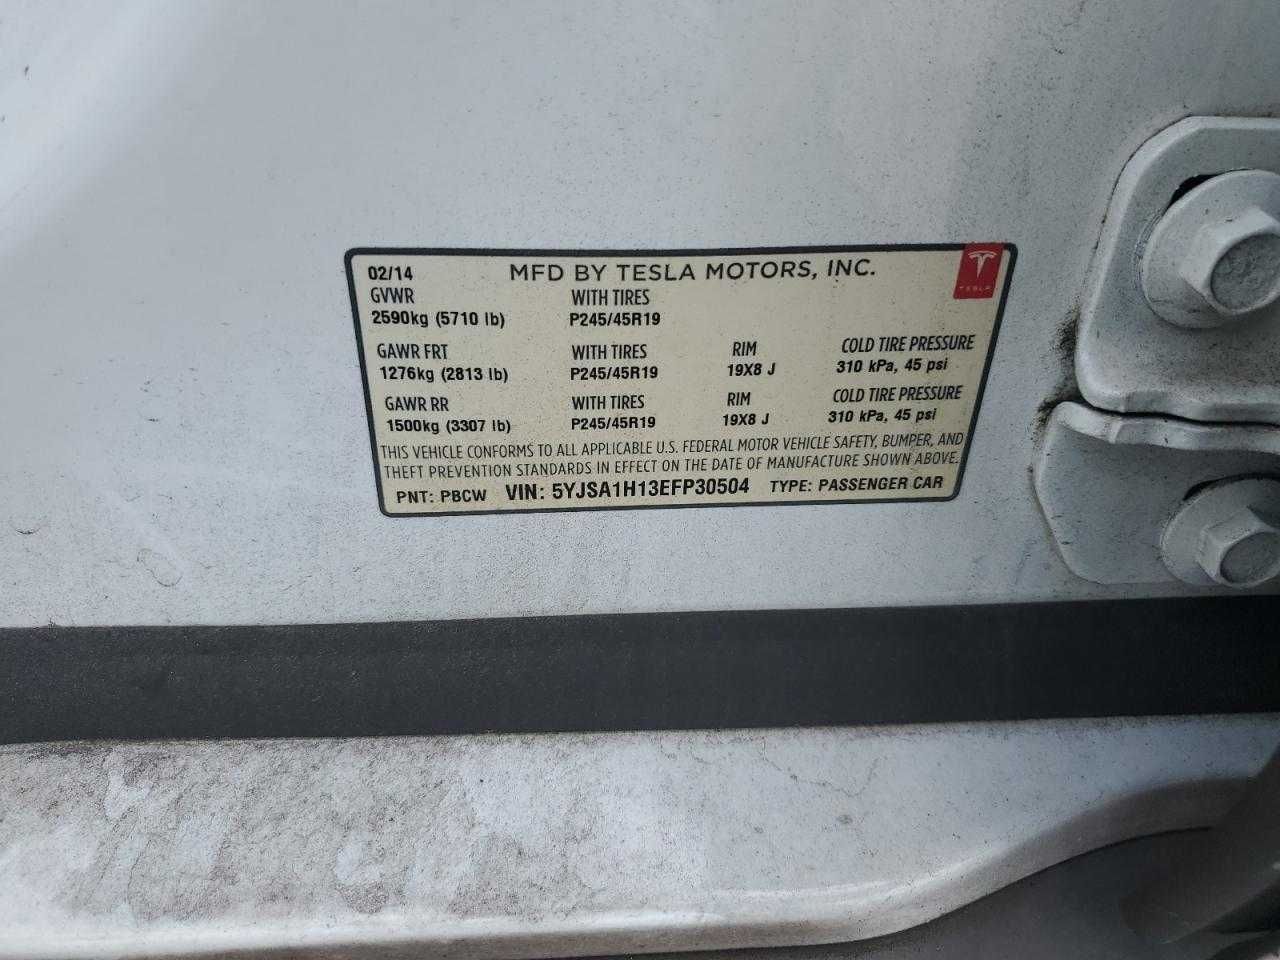 02/14 MFD BY TESLA MOTORS, INC.
TESLA
GVWR WITH TIRES
2590kg (5710 lb) P245/45R19
GAWR FRT WITH TIRES RIM COLD TIRE PRESSURE
1276kg (2813 lb) P245/45R19 19X8 J 310 kPa, 45 psi
GAWR RR WITH TIRES RIM COLD TIRE PRESSURE
1500kg (3307 lb) P245/45R19 19X8 J 310 kPa, 45 psi
THIS VEHICLE CONFORMS TO ALL APPLICABLE U.S. FEDERAL MOTOR VEHICLE SAFETY, BUMPER, AND
THEFT PREVENTION STANDARDS IN EFFECT ON THE DATE OF MANUFACTURE SHOWN ABOVE.
PNT: PBCW VIN: 5YJSA1H13EFP30504 TYPE: PASSENGER CAR